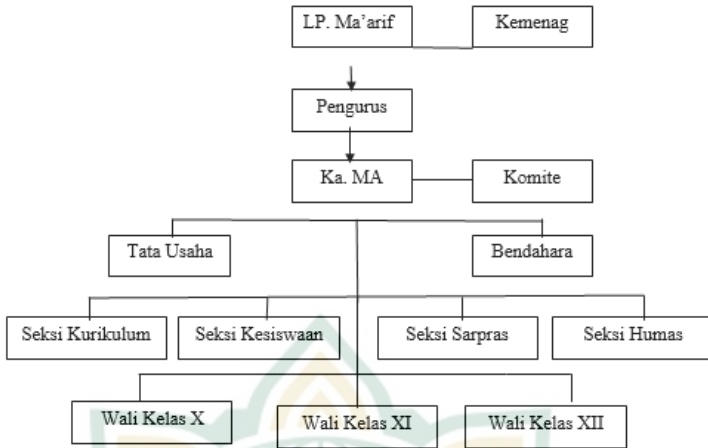 LP. Ma'arif
Kemenag
Pengurus
Ka. MA
Komite
Tata Usaha
Bendahara
Seksi Kurikulum
Seksi Kesiswaan
Seksi Sarpras
Seksi Humas
Wali Kelas X
Wali Kelas XI
Wali Kelas XII